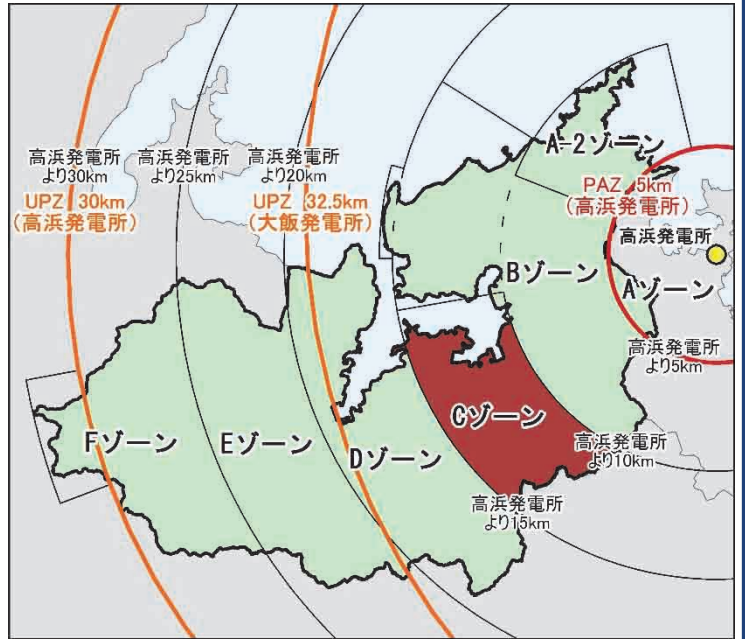 A-2ゾーン
高浜発電所
より30km
高浜発電所
より25km
高浜発電所
より20km
UPZ 30km
(高浜発電所)
UPZ 32.5km
(大飯発電所)
PAZ 5km
(高浜発電所)
高浜発電所
Bゾーン
Aゾーン
高浜発電所
より5km
Cゾーン
Fゾーン
Eゾーン
Dゾーン
高浜発電所
より10km
高浜発電所
より15km